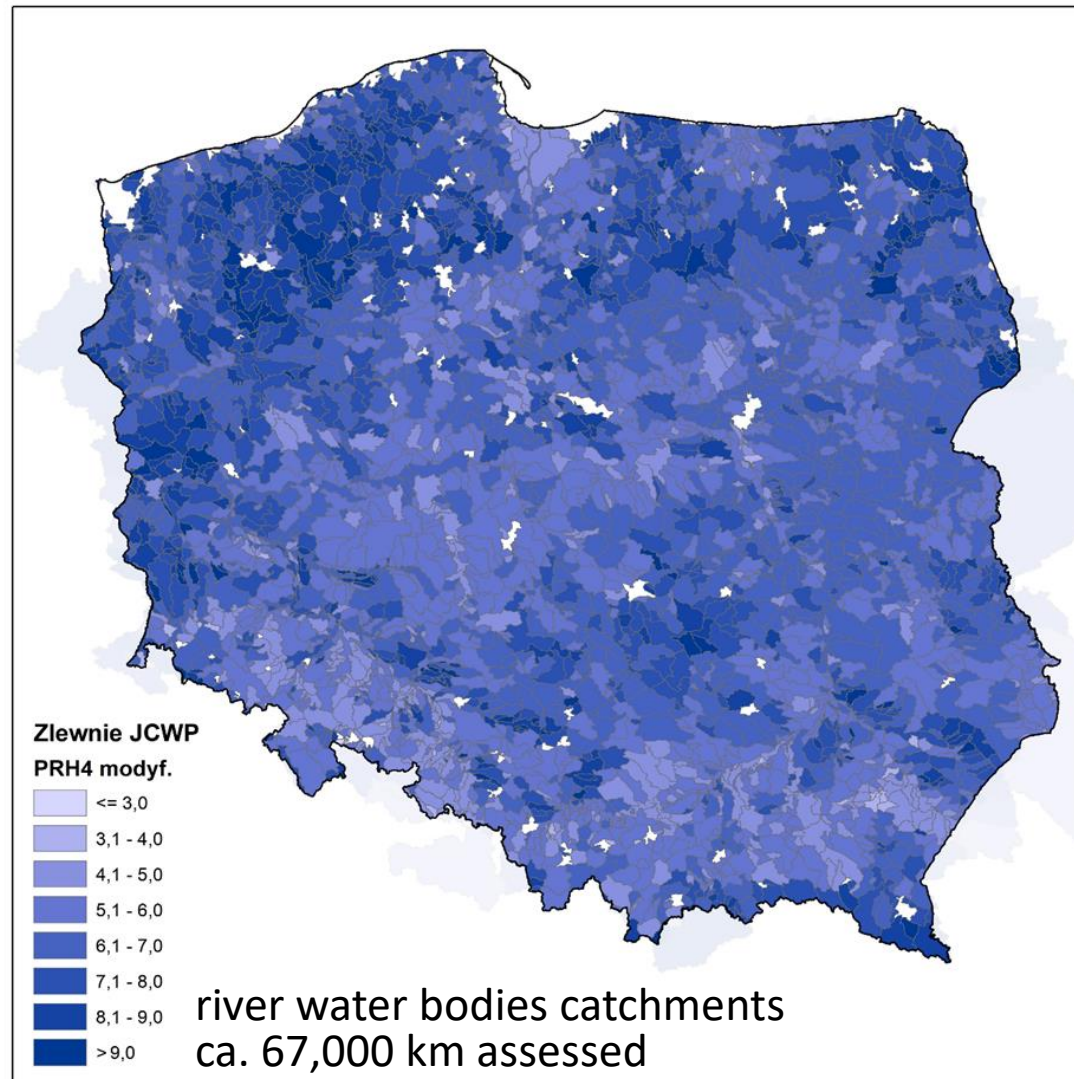 Zlewnie JCWP
PRH4 modyf.
<= 3,0
3,1 - 4,0
4,1 - 5,0
5,1 - 6,0
6,1 - 7,0
7,1 - 8,0
8,1 - 9,0
> 9,0
river water bodies catchments
ca. 67,000 km assessed